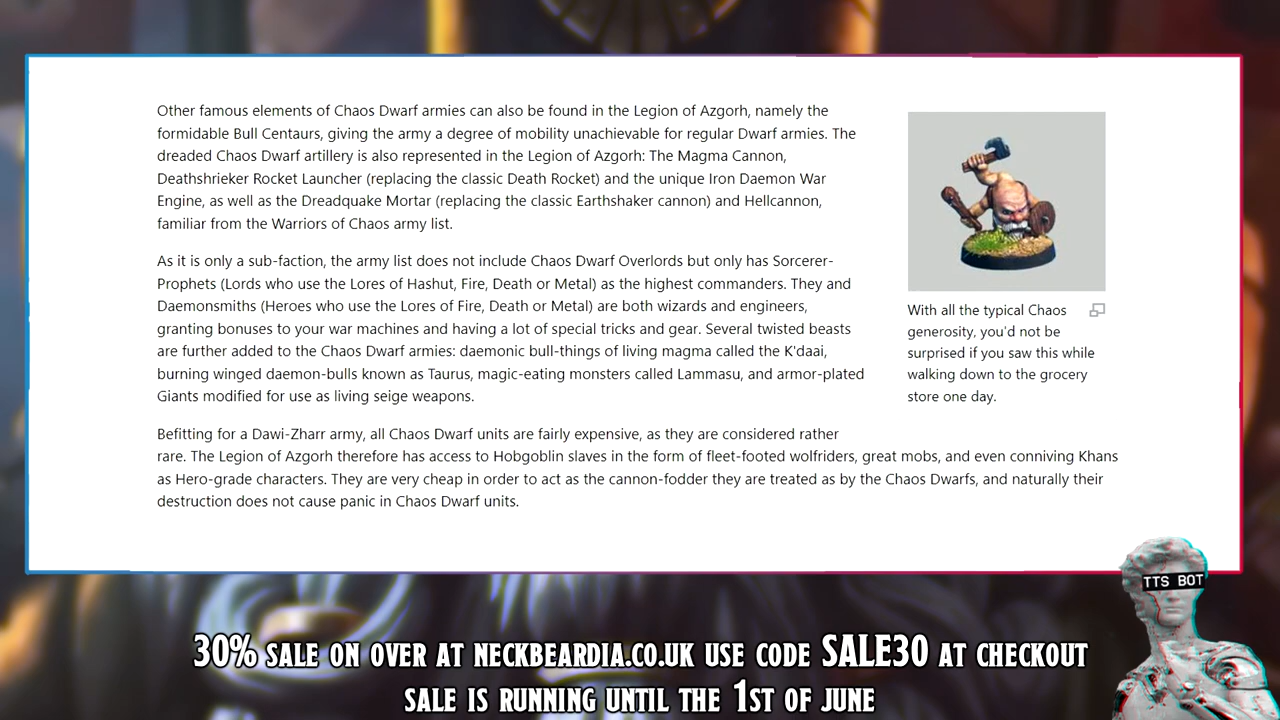 Other famous elements of Chaos Dwarf armies can also be found in the Legion of Azgorh, namely the
formidable Bull Centaurs, giving the army a degree of mobility unachievable for regular Dwarf armies. The
dreaded Chaos Dwarf artillery is also represented in the Legion of Azgorh: The Magma Cannon,
Deathshrieker Rocket Launcher (replacing the classic Death Rocket) and the unique Iron Daemon War
Engine, as well as the Dreadquake Mortar (replacing the classic Earthshaker cannon) and Hellcannon,
familiar from the Warriors of Chaos army list.
As it is only a sub-faction, the army list does not include Chaos Dwarf Overlords but only has Sorcerer-
Prophets (Lords who use the Lores of Hashut, Fire, Death or Metal) as the highest commanders. They and
Daemonsmiths (Heroes who use the Lores of Fire, Death or Metal) are both wizards and engineers,
granting bonuses to your war machines and having a lot of special tricks and gear. Several twisted beasts
are further added to the Chaos Dwarf armies: daemonic bull-things of living magma called the K'daai,
burning winged daemon-bulls known as Taurus, magic-eating monsters called Lammasu, and armor-plated
Giants modified for use as living seige weapons.
With all the typical Chaos
generosity, you'd not be
surprised if you saw this while
walking down to the grocery
store one day.
Befitting for a Dawi-Zharr army, all Chaos Dwarf units are fairly expensive, as they are considered rather
rare. The Legion of Azgorh therefore has access to Hobgoblin slaves in the form of fleet-footed wolfriders, great mobs, and even conniving Khans
as Hero-grade characters. They are very cheap in order to act as the cannon-fodder they are treated as by the Chaos Dwarfs, and naturally their
destruction does not cause panic in Chaos Dwarf units.
TTS BOT
30% SALE ON OVER AT NECKBEARDIA.CO.UK USE CODE SALE30 AT CHECKOUT
SALE IS RUNNING UNTIL THE 1ST OF JUNE